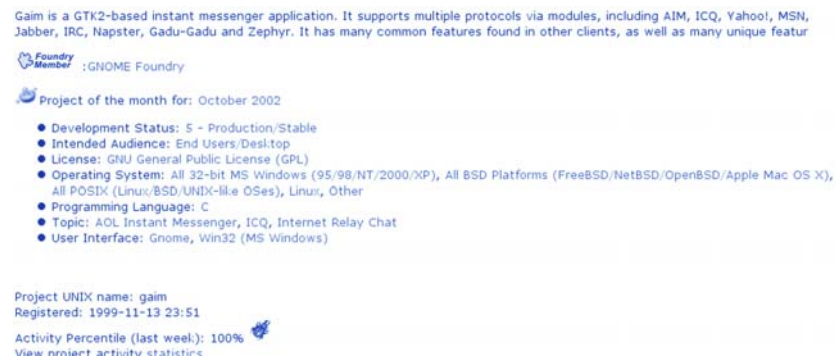 Gaim is a GTK2-based instant messenger application. It supports multiple protocols via modules, including AIM, ICQ, Yahoo!, MSN,
Jabber, IRC, Napster, Gadu-Gadu and Zephyr. It has many common features found in other clients, as well as many unique featur
Foundry
Member :GNOME Foundry
Project of the month for: October 2002
● Development Status: 5 - Production/Stable
● Intended Audience: End Users/Desktop
● License: GNU General Public License (GPL)
● Operating System: All 32-bit MS Windows (95/98/NT/2000/XP), All BSD Platforms (FreeBSD/NetBSD/OpenBSD/Apple Mac OS X),
All POSIX (Linux/BSD/UNIX-like OSes), Linux, Other
● Programming Language: C
● Topic: AOL Instant Messenger, ICQ, Internet Relay Chat
● User Interface: Gnome, Win32 (MS Windows)
Project UNIX name: gaim
Registered: 1999-11-13 23:51
Activity Percentile (last week): 100%
View project activity statistics